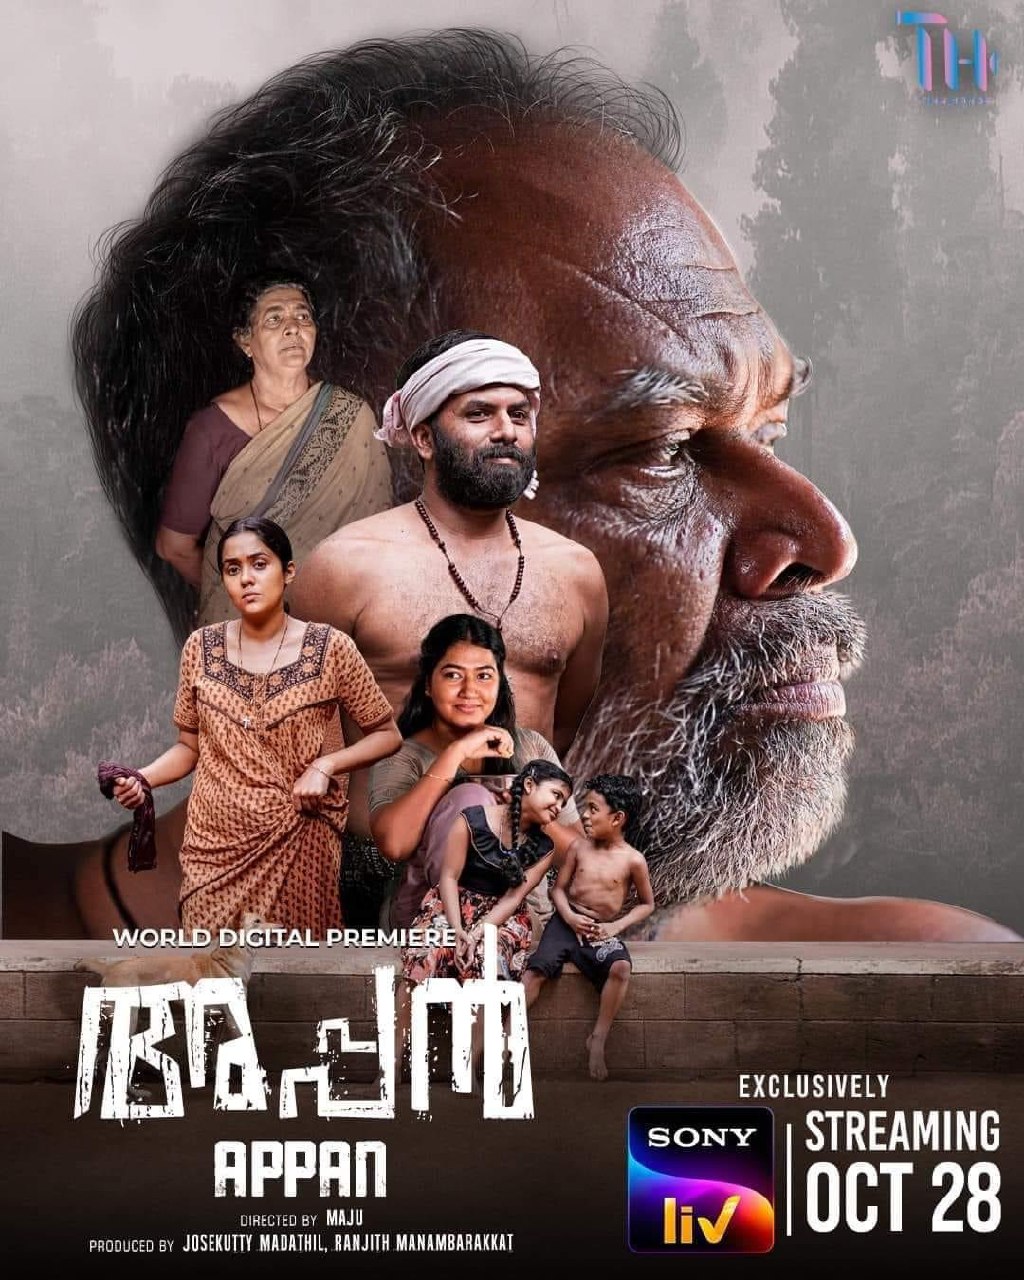 TH
WORLD DIGITAL PREMIERE
അപ്പൻ
APPAN
DIRECTED BY MAJU
PRODUCED BY JOSEKUTTY MADATHIL, RANJITH MANAMBARAKKAT
EXCLUSIVELY
SONY
liv
STREAMING
OCT 28